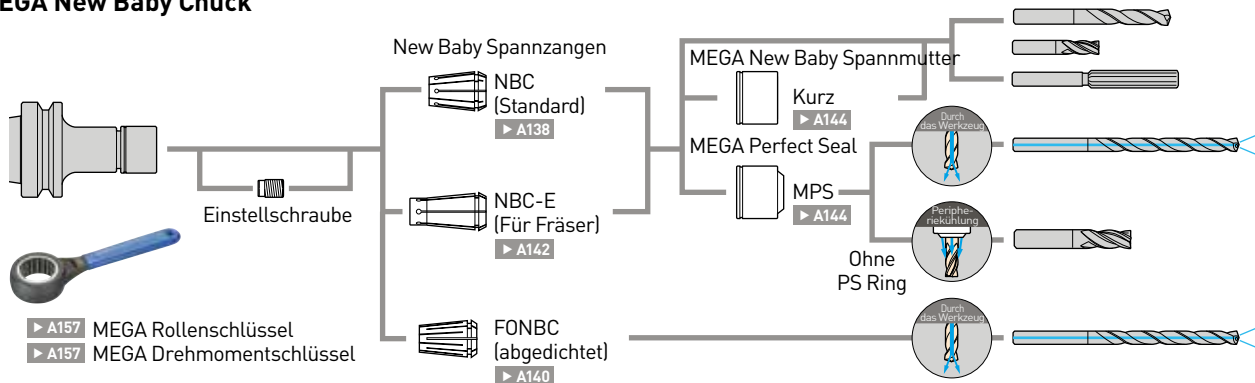 MEGA New Baby Chuck
New Baby Spannzangen
NBC
(Standard)
▶ A138
NBC-E
(Für Fräser)
▶ A142
FONBC
(abgedichtet)
▶ A140
Einstellschraube
▶ A157 MEGA Rollenschlüssel
▶ A157 MEGA Drehmomentschlüssel
MEGA New Baby Spannmutter
Kurz
▶ A144
MEGA Perfect Seal
MPS
▶ A144
Ohne
PS Ring
Durch
das Werkzeug
Periphe-
riekühlung
Durch
das Werkzeug